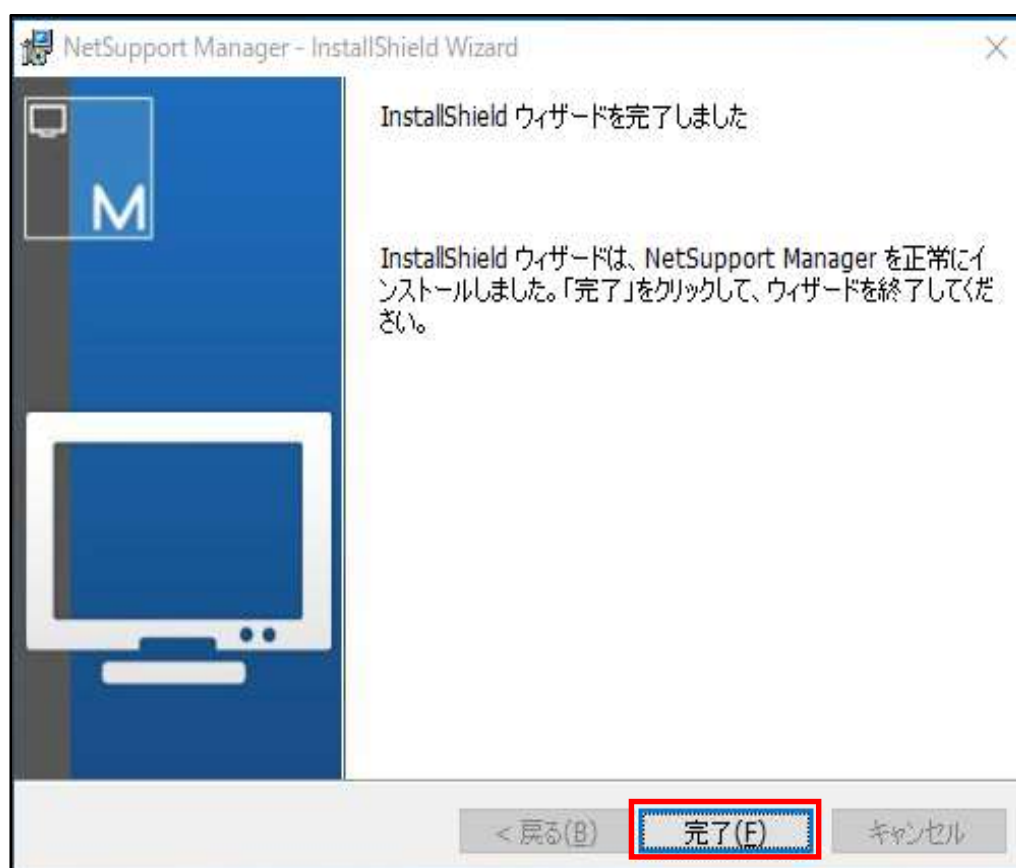 NetSupport Manager - InstallShield Wizard
InstallShield ウィザードを完了しました
M
InstallShield ウィザードは、NetSupport Manager を正常にイ
ンストールしました。「完了」をクリックして、ウィザードを終了してくだ
さい。
< 戻る(B)
完了(F)
キャンセル